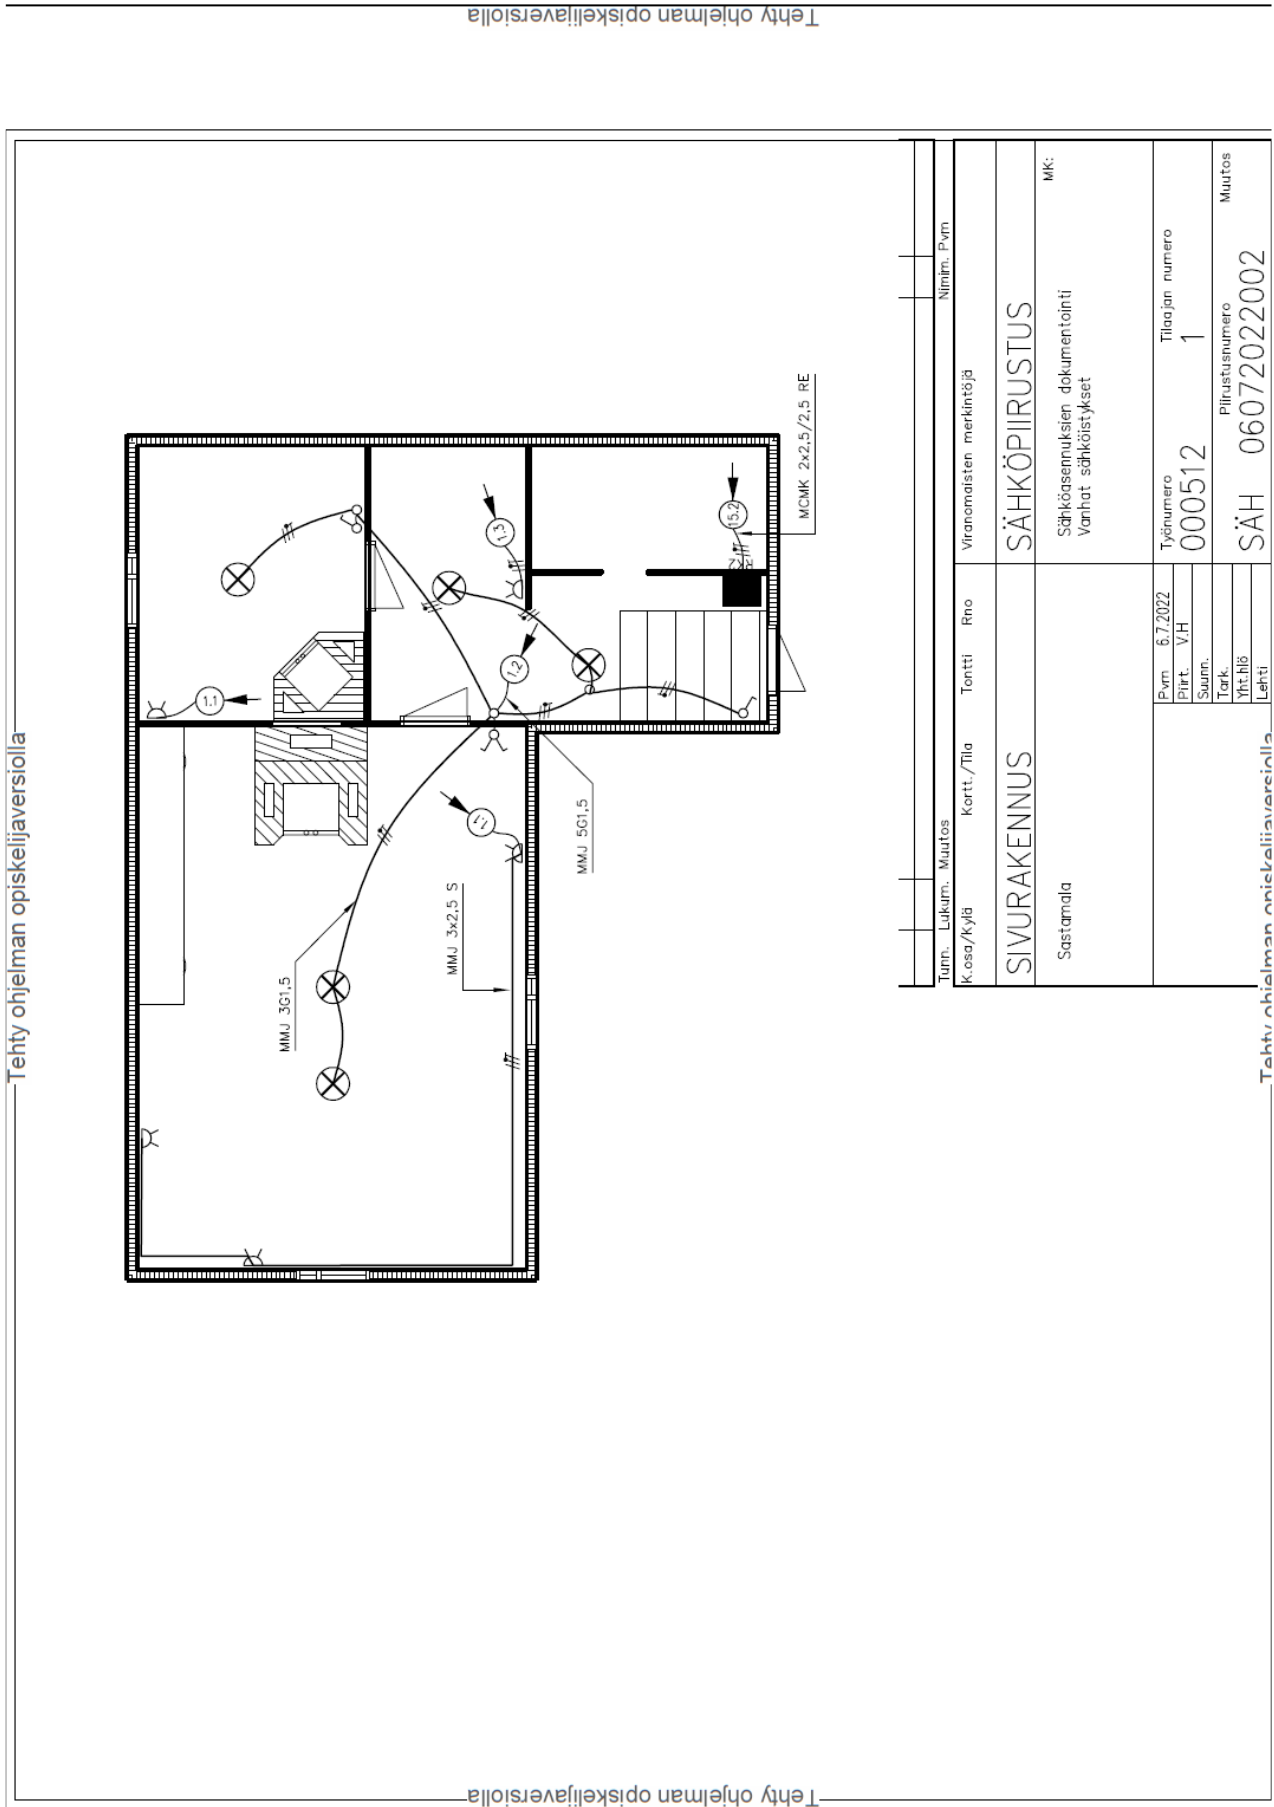 Tehty ohjelman opiskelijaversiolla
Tehty ohjelman opiskelijaversiolla
1.1
1.3
15.2
1.2
1.1
MCMK 2x2,5/2,5 RE
MMJ 5G1,5
MMJ 3x2,5 S
MMJ 3G1,5
Tunn. Lukum. Muutos Nimim. Pvm
K.osa/Kylä Kortt./Tila Tontti Rno Viranomaisten merkintöjä
SIVURAKENNUS SÄHKÖPIIRUSTUS
Sastamala
Sähköasennuksien dokumentointi MK:
Vanhat sähköistykset
Pvm 6.7.2022
Piirt. V.H
Suunn.
Tark.
Yht.hlö
Lehti
Työnumero Tilaajan numero
000512 1
Piirustusnumero Muutos
SÄH 06072022002
Tehty ohjelman opiskelijaversiolla
Tehty ohjelman opiskelijaversiolla